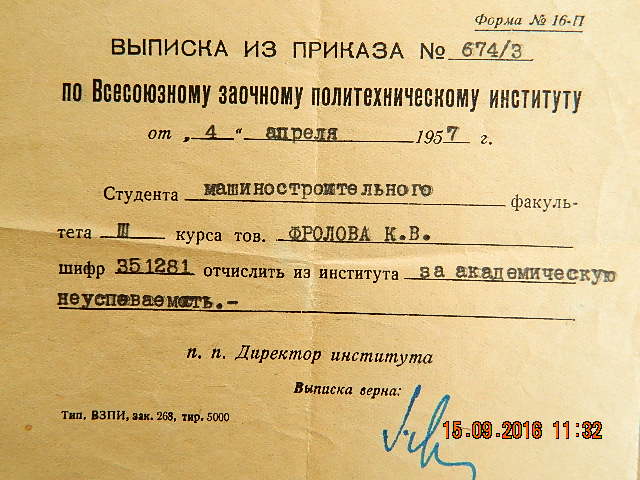 Форма № 16-П
ВЫПИСКА ИЗ ПРИКАЗА № 674/3
по Всесоюзному заочному политехническому институту
от „ 4 “ апреля 1957 г.
Студента машиностроительного факуль-
тета III курса тов. ФРОЛОВА К.В.
шифр 351281 отчислить из института за академическую
неуспеваемость.-
п. п. Директор института
Выписка верна:
Тип. ВЗПИ, зак. 268, тир. 5000
15.09.2016 11:32